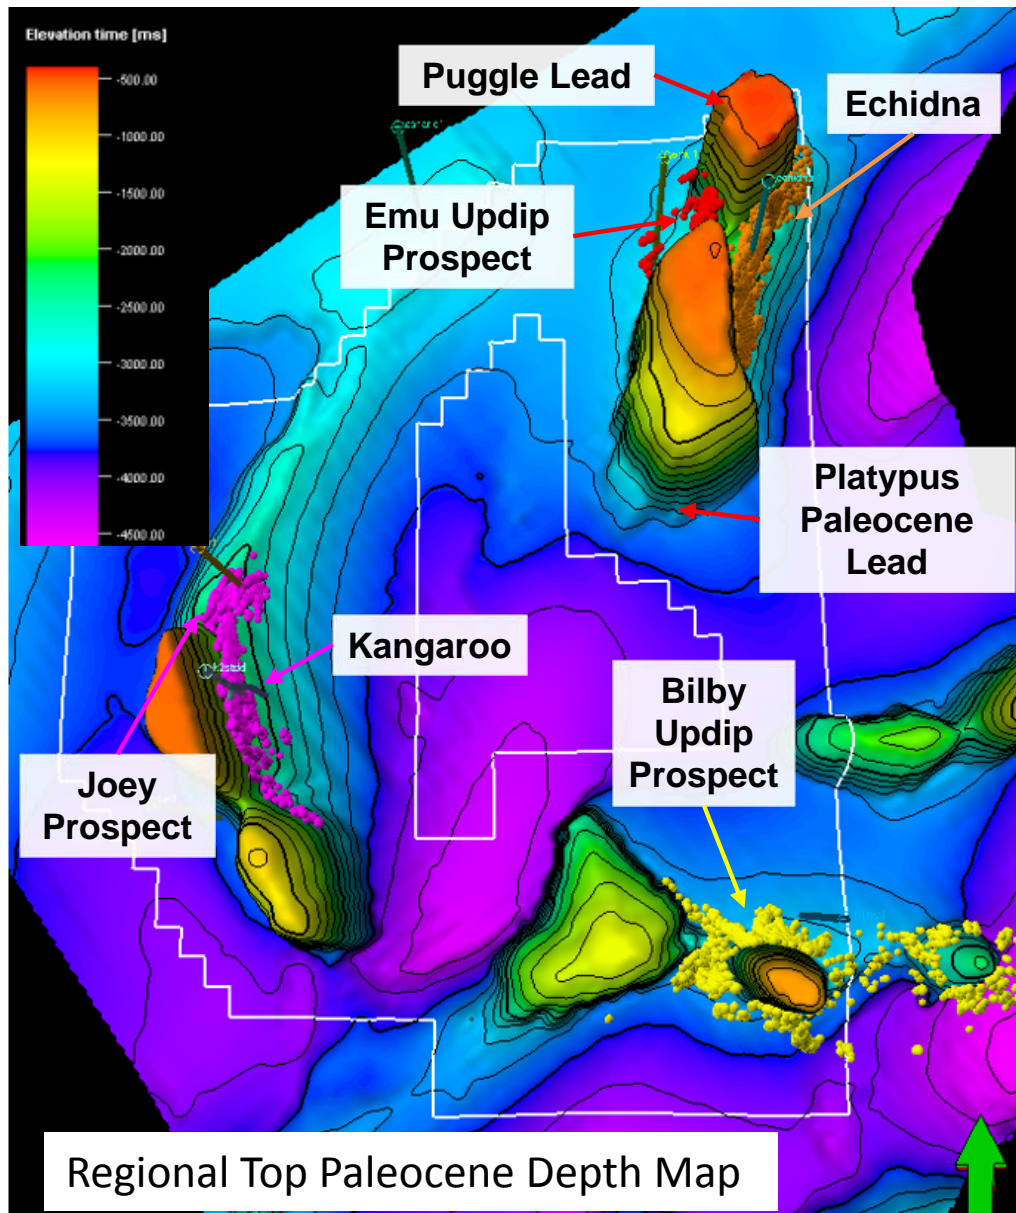 Elevation time [ms]
-500.00
-1000.00
-1500.00
-2000.00
-2500.00
-3000.00
-3500.00
-4000.00
-4500.00
Puggle Lead
Echidna
Emu Updip
Prospect
Platypus
Paleocene
Lead
Kangaroo
Bilby
Updip
Prospect
Joey
Prospect
Regional Top Paleocene Depth Map